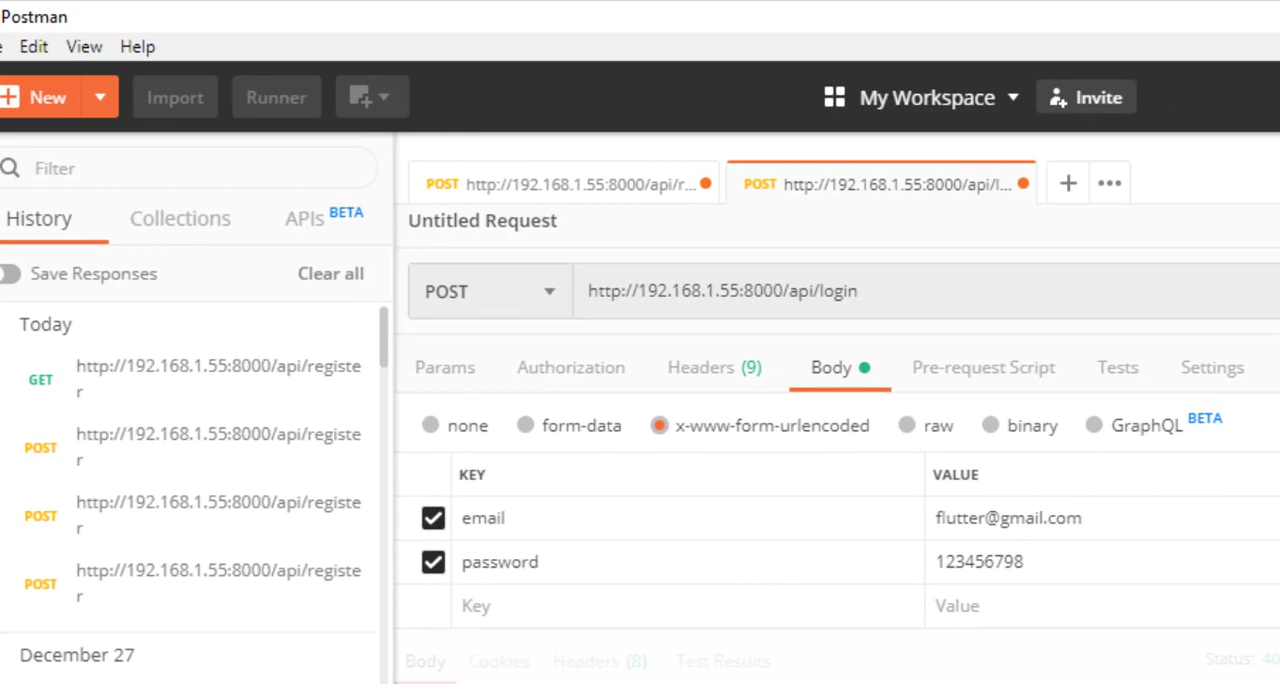 Postman
Edit View Help
New Import Runner My Workspace Invite
Filter
POST http://192.168.1.55:8000/api/r... POST http://192.168.1.55:8000/api/l...
History Collections APIs BETA
Untitled Request
Save Responses Clear all
POST http://192.168.1.55:8000/api/login
Today
GET http://192.168.1.55:8000/api/registe
r
Params Authorization Headers (9) Body Pre-request Script Tests Settings
none form-data x-www-form-urlencoded raw binary GraphQL BETA
POST http://192.168.1.55:8000/api/registe
r
KEY VALUE
POST http://192.168.1.55:8000/api/registe
r
email flutter@gmail.com
password 123456798
POST http://192.168.1.55:8000/api/registe
r
Key Value
December 27
Body Cookies Headers (8) Test Results Status: 40